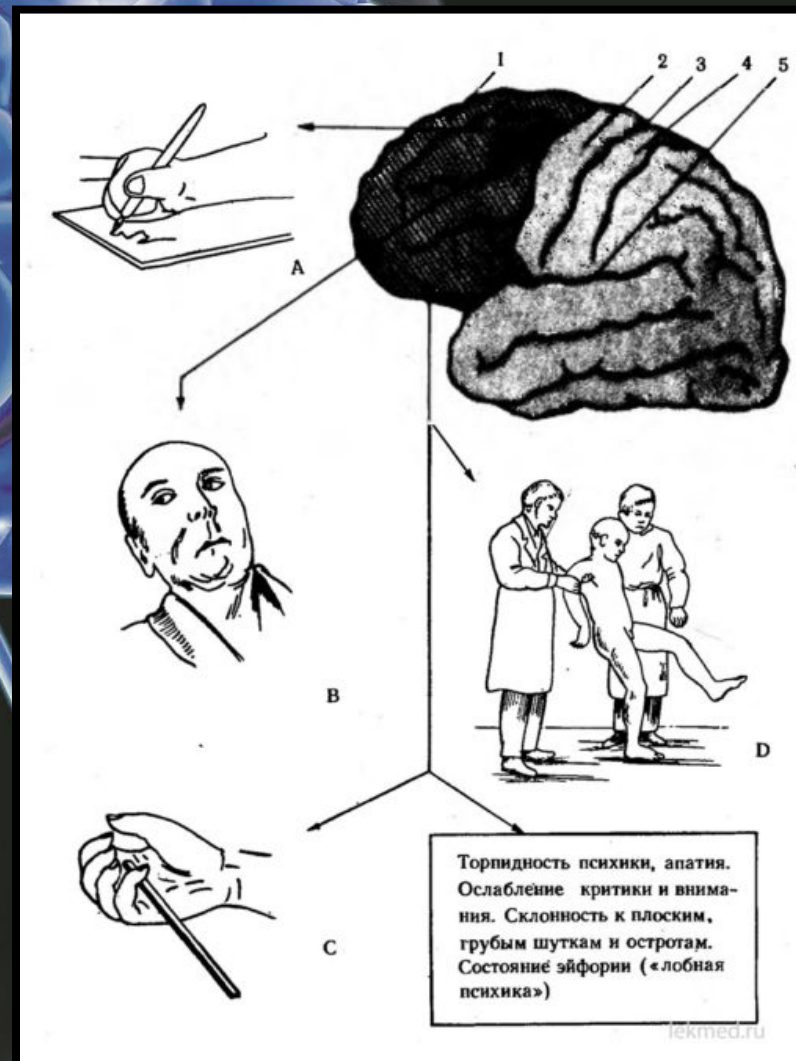 1
2
3
4
5
A
B
D
C
Торпидность психики, апатия.
Ослабление критики и внима-
ния. Склонность к плоским,
грубым шуткам и остротам.
Состояние эйфории («лобная
психика»)
lekmed.ru